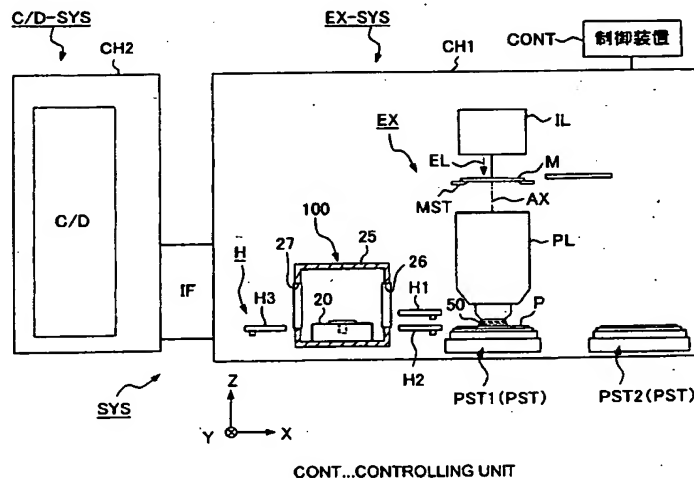 C/D-SYS
EX-SYS
CH2
CH1
CONT
制御装置
EX
IL
EL
M
MST
AX
C/D
100
25
27
26
PL
H
IF
H3
20
H1
50
P
H2
SYS
Z
Y
X
PST1(PST)
PST2(PST)
CONT...CONTROLLING UNIT